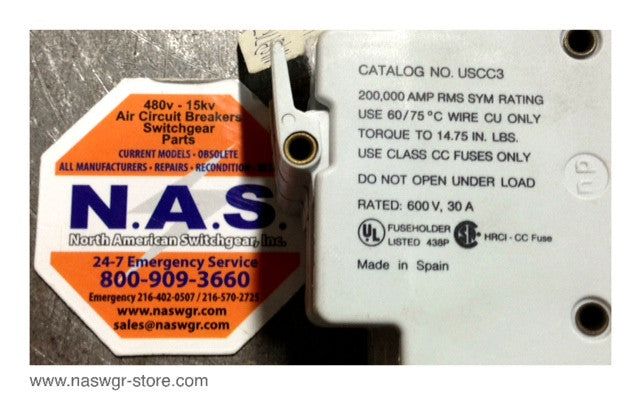 480v - 15kv
Air Circuit Breakers
Switchgear
Parts
CURRENT MODELS · OBSOLETE
ALL MANUFACTURERS · REPAIRS · RECONDITION
N.A.S.
North American Switchgear, Inc.
24-7 Emergency Service
800-909-3660
Emergency 216-402-0507 / 216-570-2725
www.naswgr.com
sales@naswgr.com
CATALOG NO. USCC3
200,000 AMP RMS SYM RATING
USE 60/75 °C WIRE CU ONLY
TORQUE TO 14.75 IN. LBS.
USE CLASS CC FUSES ONLY
DO NOT OPEN UNDER LOAD
RATED: 600 V, 30 A
UL FUSEHOLDER
LISTED 438P
HRCI - CC Fuse
Made in Spain
www.naswgr-store.com